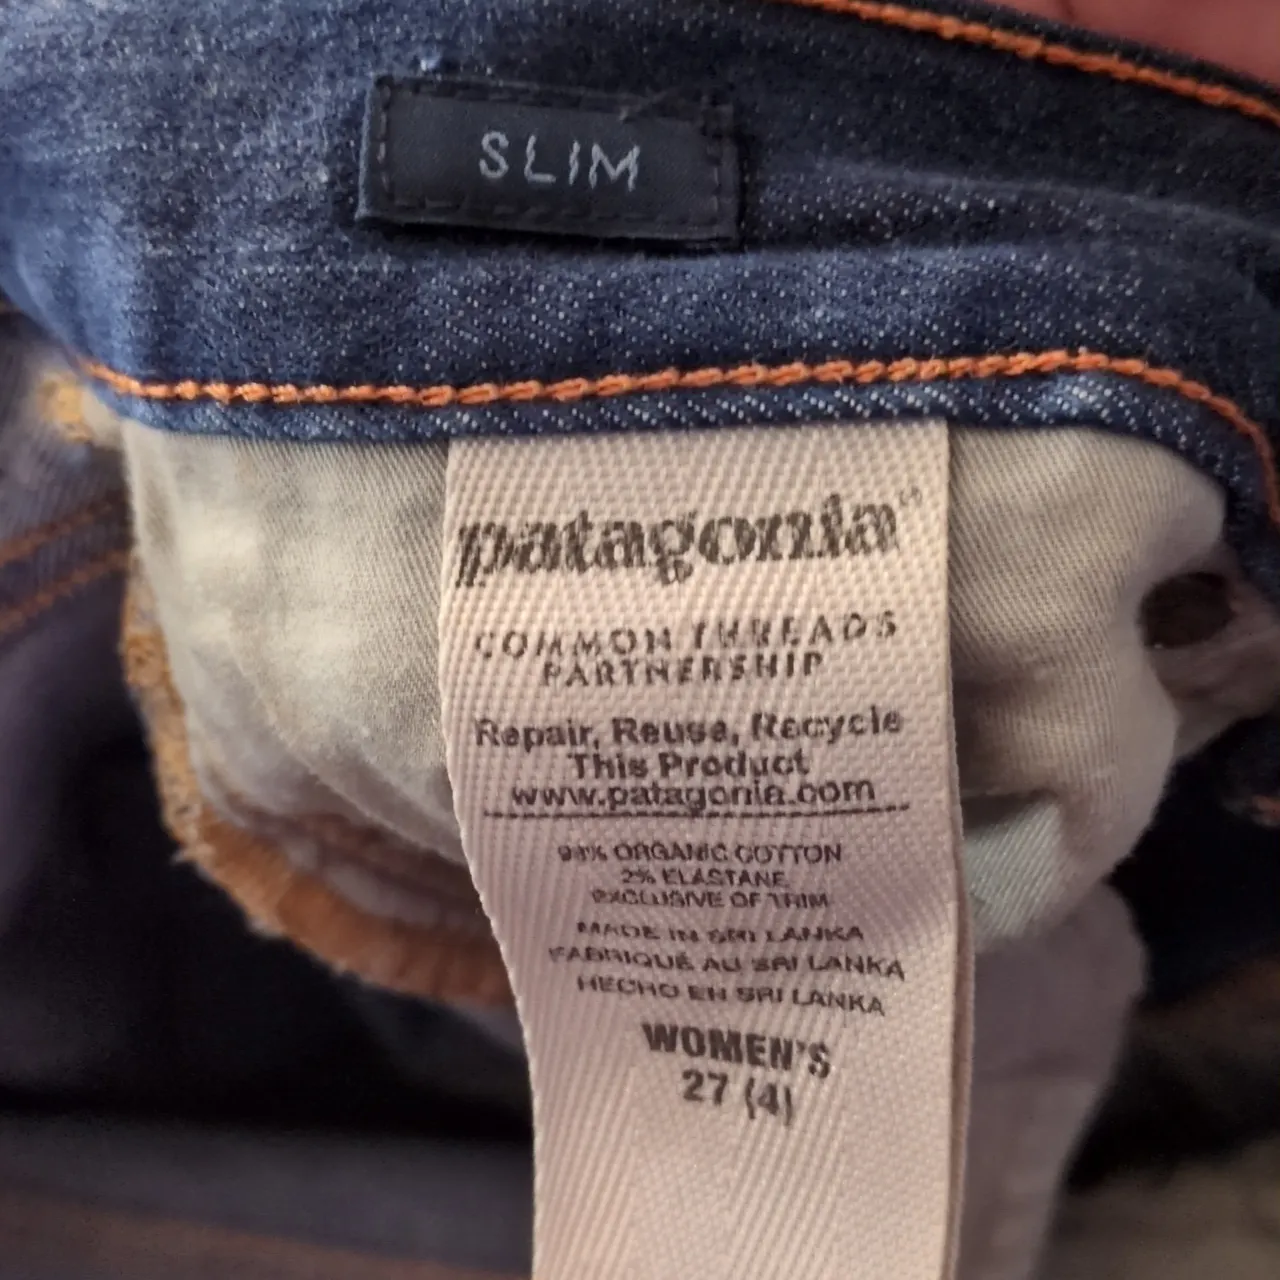 SLIM
patagonia
COMMON THREADS
PARTNERSHIP
Repair, Reuse, Recycle
This Product
www.patagonia.com
98% ORGANIC COTTON
2% ELASTANE
EXCLUSIVE OF TRIM
MADE IN SRI LANKA
FABRIQUÉ AU SRI LANKA
HECHO EN SRI LANKA
WOMEN'S
27 (4)